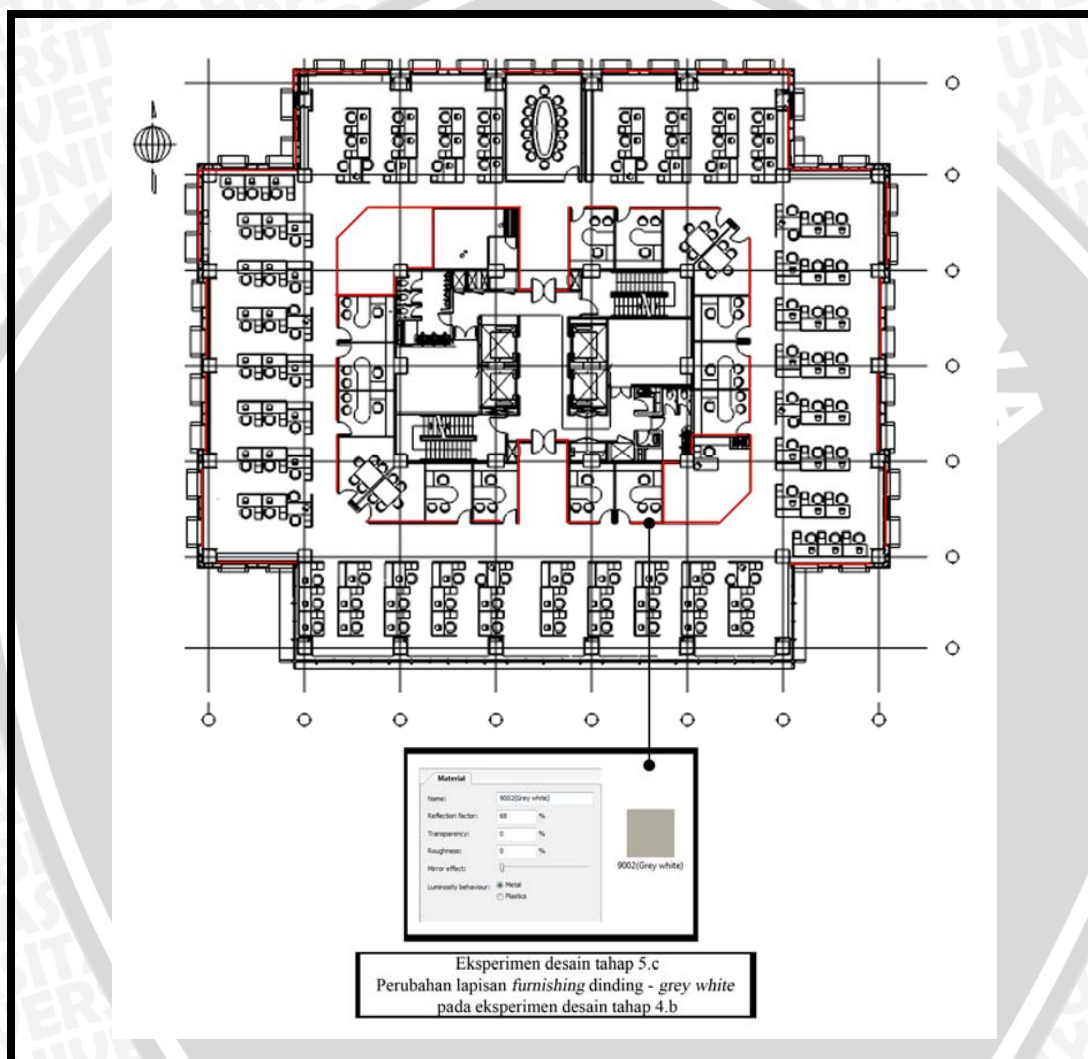 Material
Name: 9002(Grey white)
Reflection factor: 68 %
Transparency: 0 %
Roughness: 0 %
Mirror effect:
Luminosity behaviour: Metal
Plastics
9002(Grey white)
Eksperimen desain tahap 5.c
Perubahan lapisan furnishing dinding - grey white
pada eksperimen desain tahap 4.b